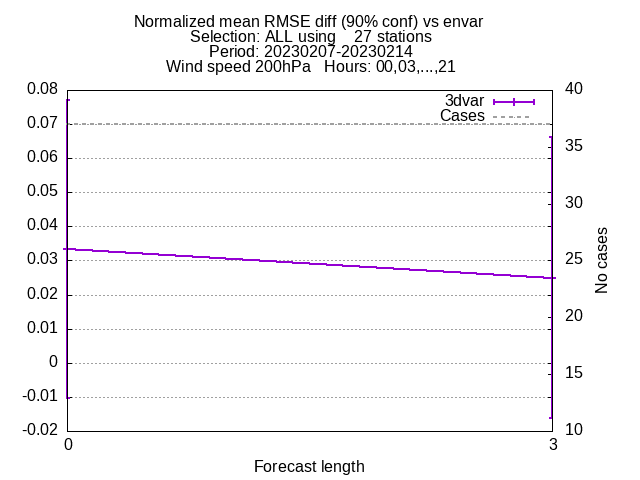 Normalized mean RMSE diff (90% conf) vs envar
Selection: ALL using    27 stations
Period: 20230207-20230214
Wind speed 200hPa   Hours: 00,03,...,21
0.08
0.07
0.06
0.05
0.04
0.03
0.02
0.01
0
-0.01
-0.02
3dvar
Cases
40
35
30
25
20
15
10
No cases
0
3
Forecast length